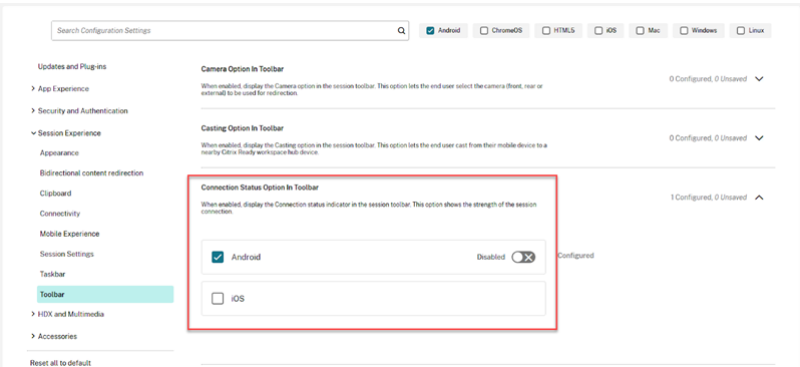 Search Configuration Settings
Android
ChromeOS
HTML5
iOS
Mac
Windows
Linux
Updates and Plug-ins
App Experience
Security and Authentication
Session Experience
Appearance
Bidirectional content redirection
Clipboard
Connectivity
Mobile Experience
Session Settings
Taskbar
Toolbar
HDX and Multimedia
Accessories
Reset all to default
Camera Option In Toolbar
0 Configured, 0 Unsaved
When enabled, display the Camera option in the session toolbar. This option lets the end user select the camera (front, rear or
external) to be used for redirection.
Casting Option In Toolbar
0 Configured, 0 Unsaved
When enabled, display the Casting option in the session toolbar. This option lets the end user cast from their mobile device to a
nearby Citrix Ready workspace hub device.
Connection Status Option In Toolbar
1 Configured, 0 Unsaved
When enabled, display the Connection status indicator in the session toolbar. This option shows the strength of the session
connection.
Android
Disabled
Configured
iOS